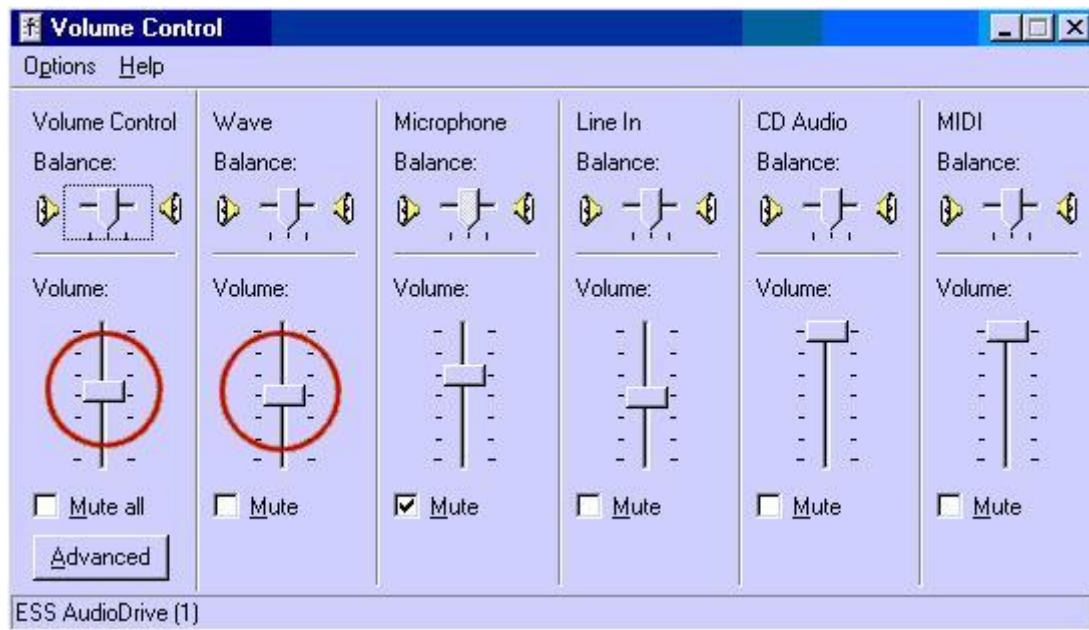 Volume Control
Options Help
Volume Control Wave Microphone Line In CD Audio MIDI
Balance: Balance: Balance: Balance: Balance: Balance:
Volume: Volume: Volume: Volume: Volume: Volume:
Mute all Mute Mute Mute Mute Mute
Advanced
ESS AudioDrive (1)